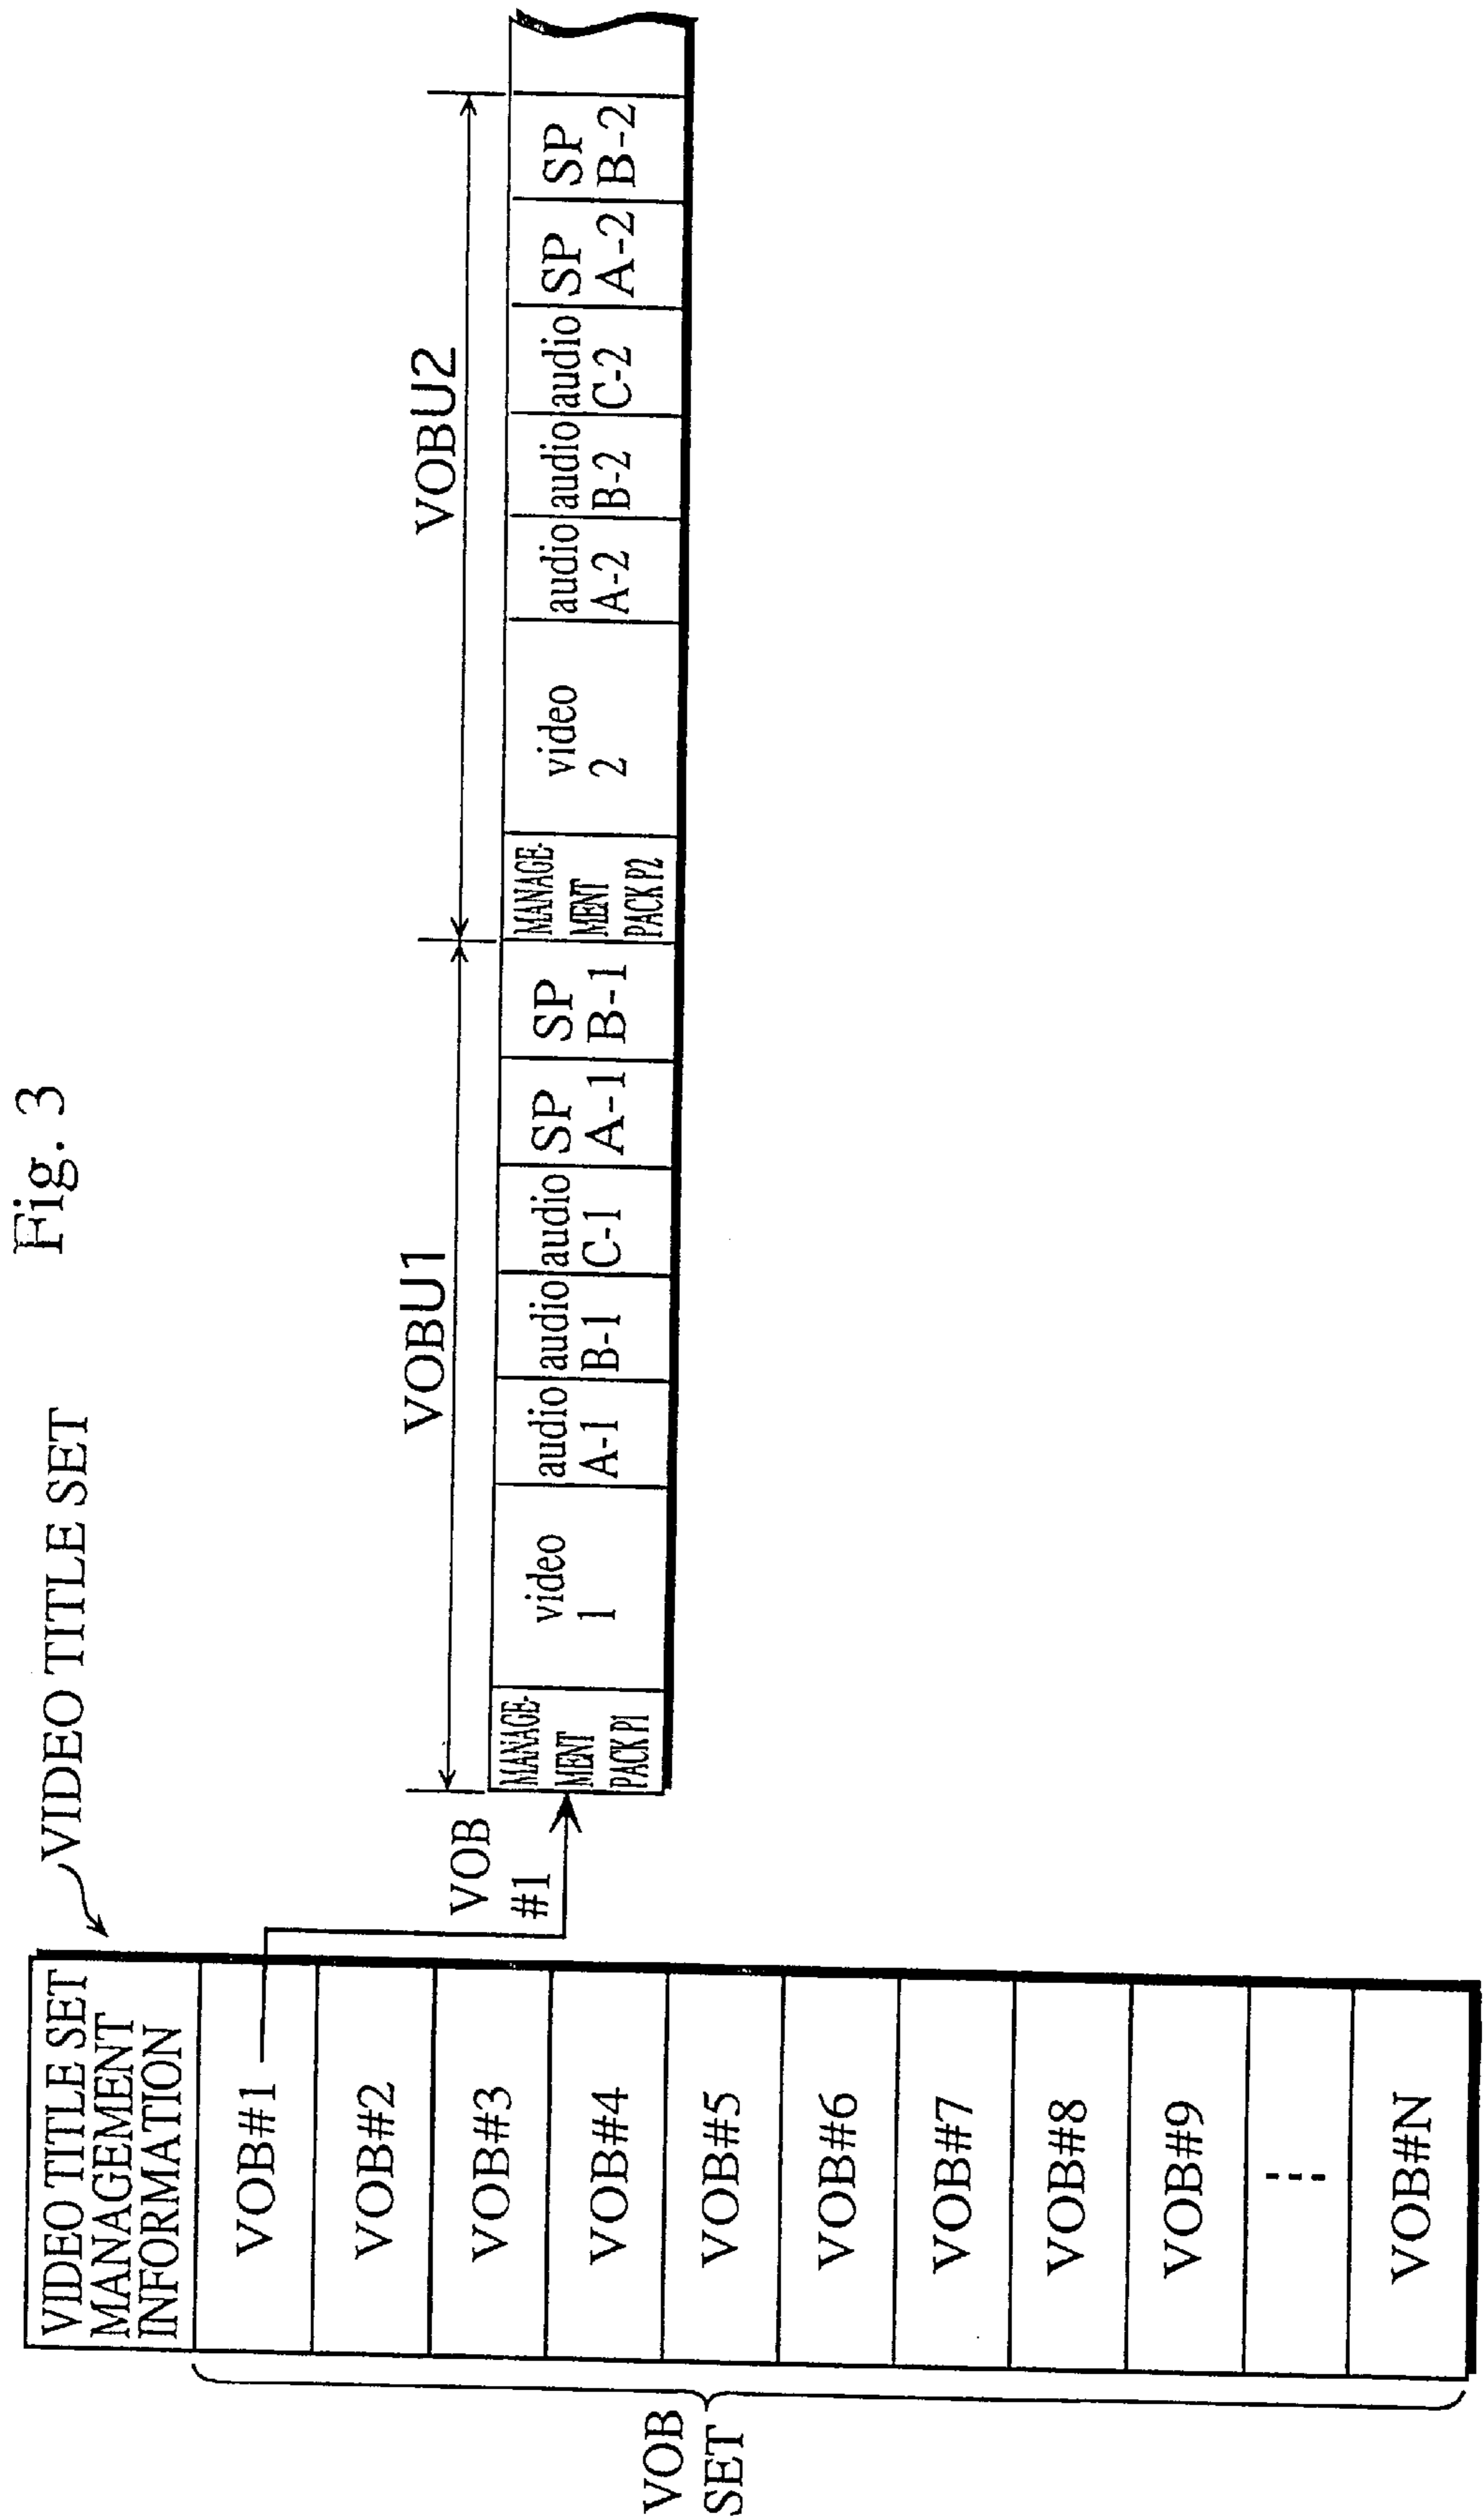 Fig. 3
VIDEO TITLE SET
VIDEO TITLE SET
MANAGEMENT
INFORMATION
VOB#1
VOB#2
VOB#3
VOB#4
VOB#5
VOB#6
VOB#7
VOB#8
VOB#9
⋮
VOB#N
VOB
SET
VOB
#1
VOBU1
MANAGE-
MENT
PACK P1
video
1
audio
A-1
audio
B-1
audio
C-1
SP
A-1
SP
B-1
VOBU2
MANAGE-
MENT
PACK P2
video
2
audio
A-2
audio
B-2
audio
C-2
SP
A-2
SP
B-2